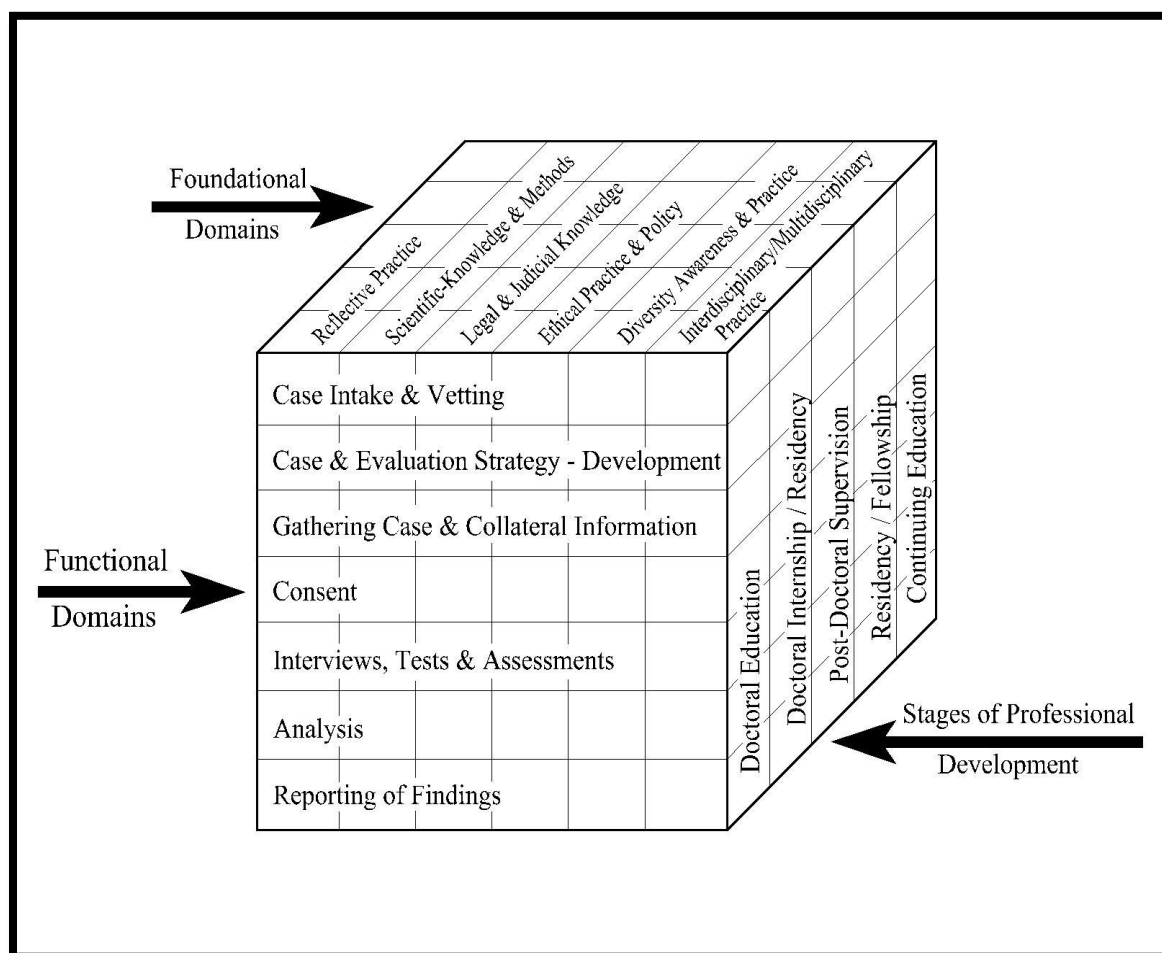 Foundational
Domains
Reflective Practice
Scientific-Knowledge & Methods
Legal & Judicial Knowledge
Ethical Practice & Policy
Diversity Awareness & Practice
Interdisciplinary/Multidisciplinary
Practice
Functional
Domains
Case Intake & Vetting
Case & Evaluation Strategy - Development
Gathering Case & Collateral Information
Consent
Interviews, Tests & Assessments
Analysis
Reporting of Findings
Doctoral Education
Doctoral Internship / Residency
Post-Doctoral Supervision
Residency / Fellowship
Continuing Education
Stages of Professional
Development